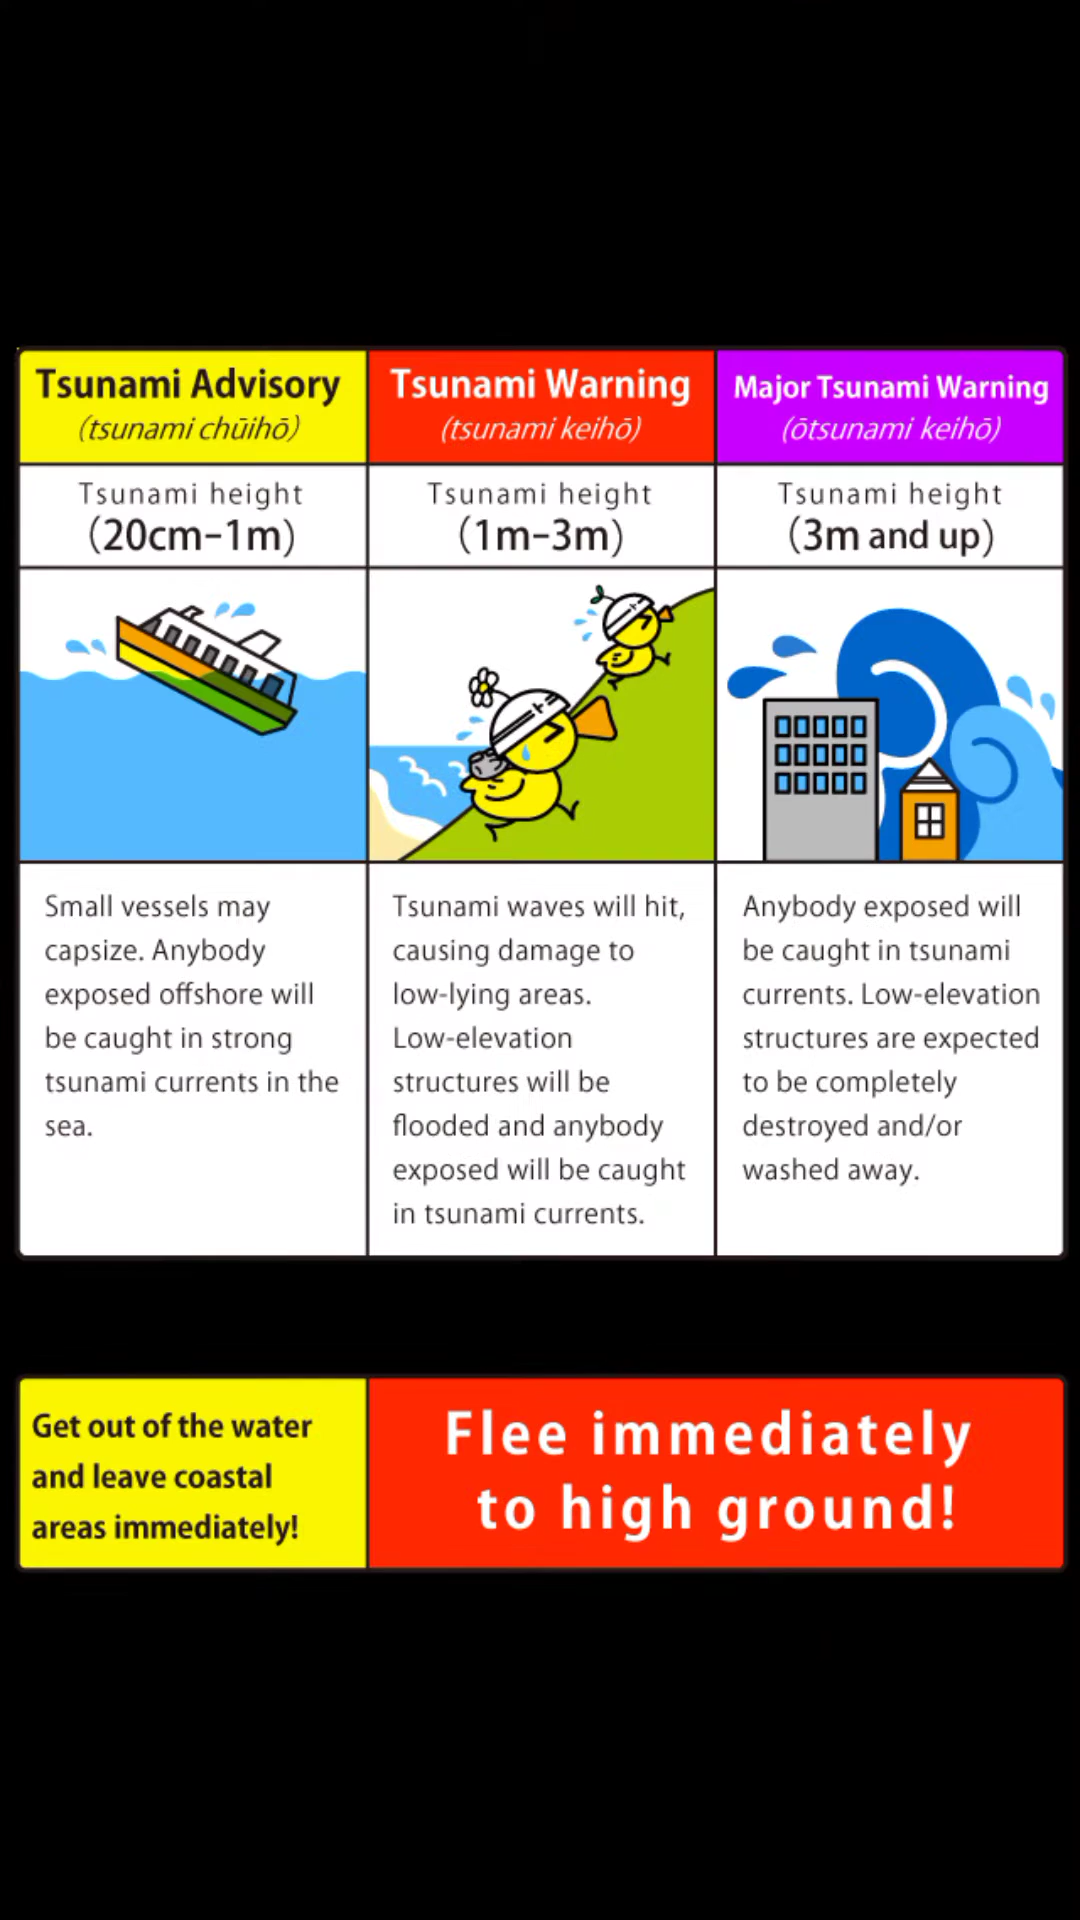 Tsunami Advisory
(tsunami chūihō)
Tsunami height
(20cm-1m)
Small vessels may
capsize. Anybody
exposed offshore will
be caught in strong
tsunami currents in the
sea.
Tsunami Warning
(tsunami keihō)
Tsunami height
(1m-3m)
Tsunami waves will hit,
causing damage to
low-lying areas.
Low-elevation
structures will be
flooded and anybody
exposed will be caught
in tsunami currents.
Major Tsunami Warning
(ōtsunami keihō)
Tsunami height
(3m and up)
Anybody exposed will
be caught in tsunami
currents. Low-elevation
structures are expected
to be completely
destroyed and/or
washed away.
Get out of the water
and leave coastal
areas immediately!
Flee immediately
to high ground!